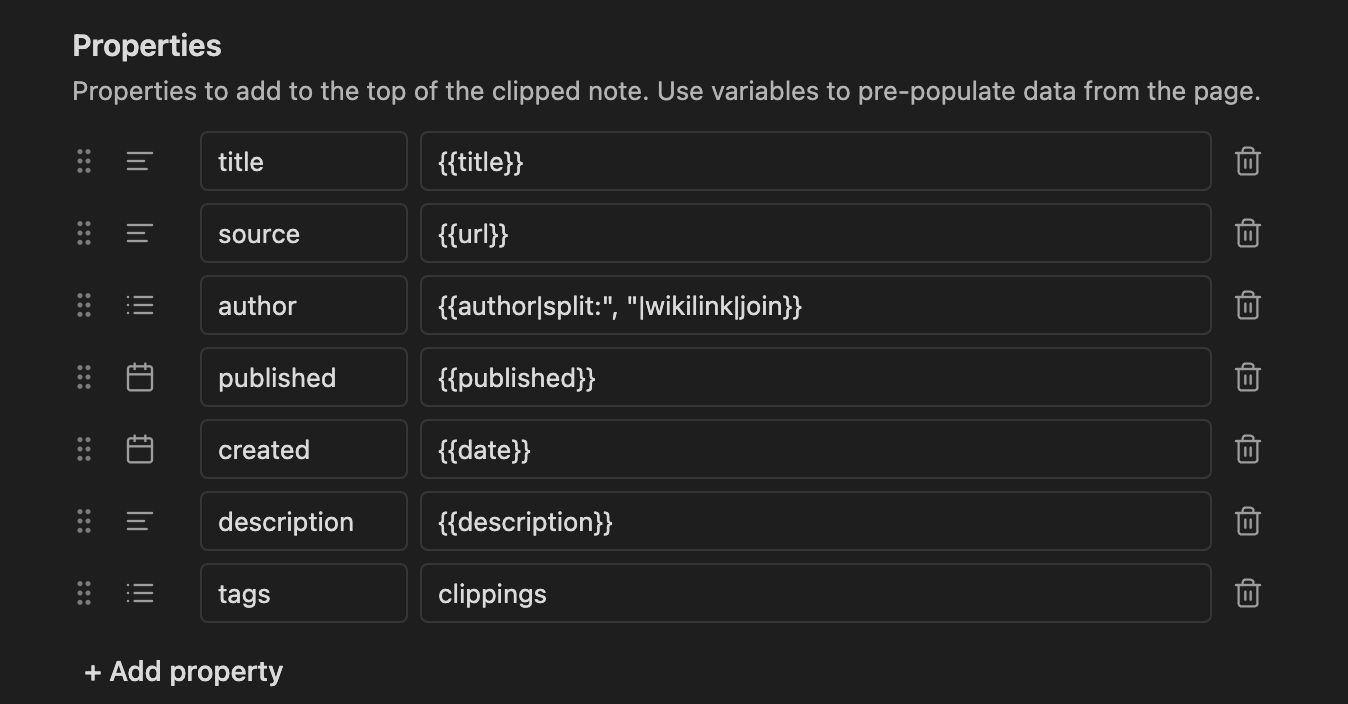 Properties
Properties to add to the top of the clipped note. Use variables to pre-populate data from the page.
title {{title}}
source {{url}}
author {{author|split:", "|wikilink|join}}
published {{published}}
created {{date}}
description {{description}}
tags clippings
+ Add property